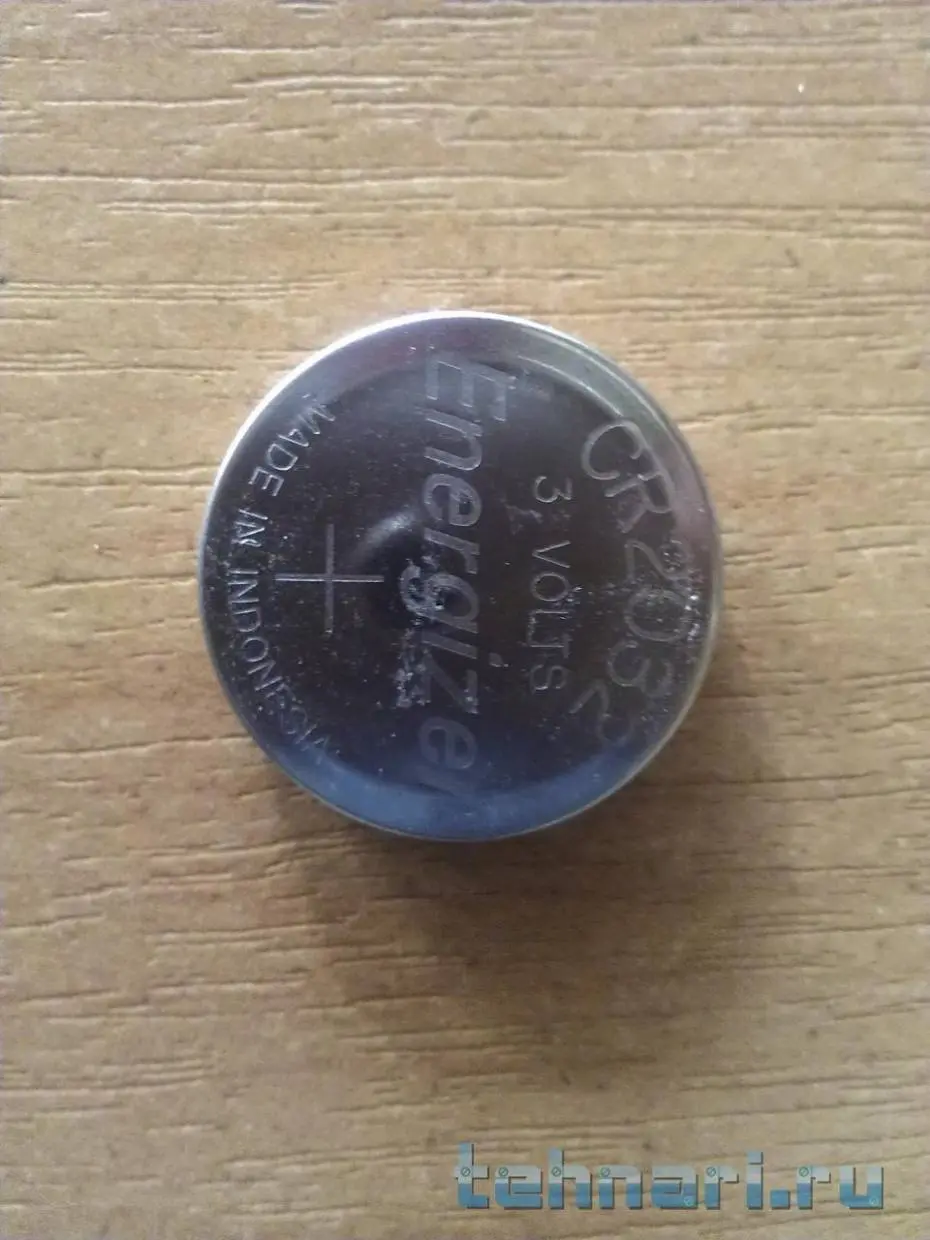 CR2032
3 VOLTS
Energizer
+
MADE IN INDONESIA
tehnari.ru